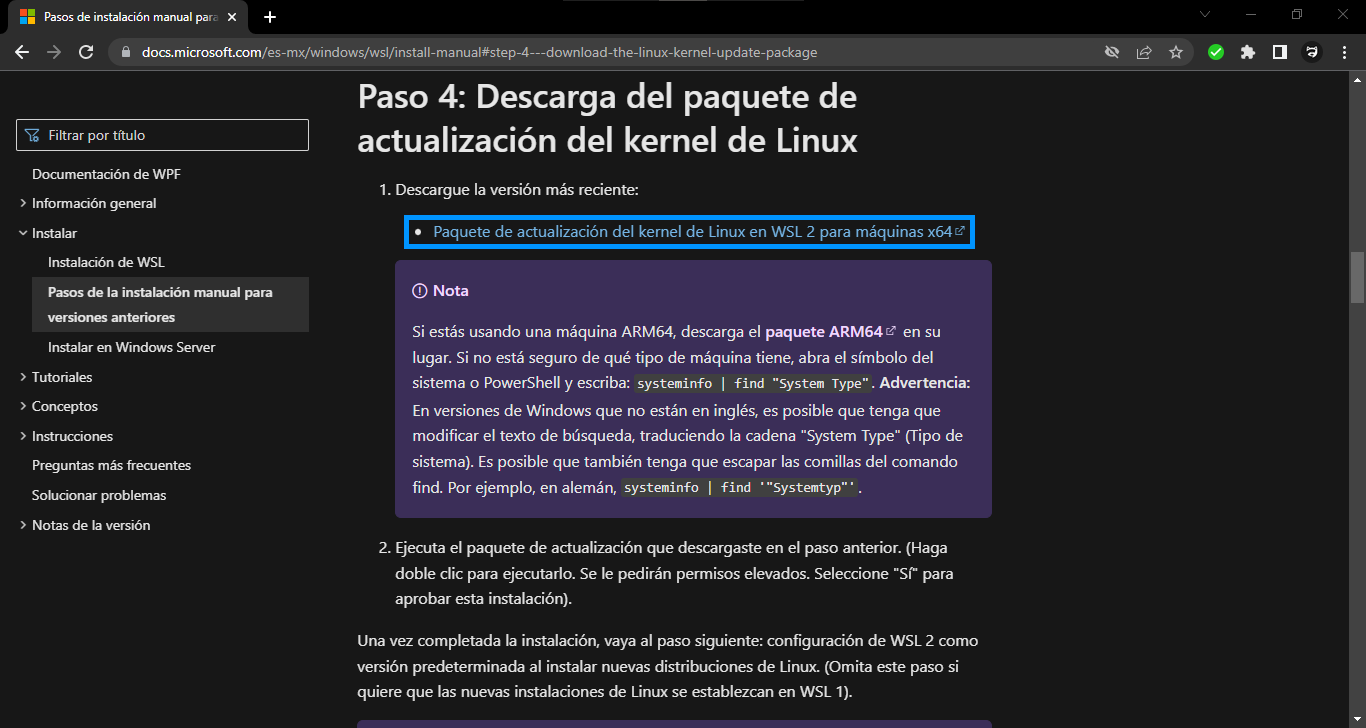 Pasos de instalación manual para
docs.microsoft.com/es-mx/windows/wsl/install-manual#step-4---download-the-linux-kernel-update-package
Filtrar por título
Documentación de WPF
Información general
Instalar
Instalación de WSL
Pasos de la instalación manual para
versiones anteriores
Instalar en Windows Server
Tutoriales
Conceptos
Instrucciones
Preguntas más frecuentes
Solucionar problemas
Notas de la versión
Paso 4: Descarga del paquete de
actualización del kernel de Linux
1. Descargue la versión más reciente:
• Paquete de actualización del kernel de Linux en WSL 2 para máquinas x64
Nota
Si estás usando una máquina ARM64, descarga el paquete ARM64 en su
lugar. Si no está seguro de qué tipo de máquina tiene, abra el símbolo del
sistema o PowerShell y escriba: systeminfo | find "System Type". Advertencia:
En versiones de Windows que no están en inglés, es posible que tenga que
modificar el texto de búsqueda, traduciendo la cadena "System Type" (Tipo de
sistema). Es posible que también tenga que escapar las comillas del comando
find. Por ejemplo, en alemán, systeminfo | find '"Systemtyp"'.
2. Ejecuta el paquete de actualización que descargaste en el paso anterior. (Haga
doble clic para ejecutarlo. Se le pedirán permisos elevados. Seleccione "Sí" para
aprobar esta instalación).
Una vez completada la instalación, vaya al paso siguiente: configuración de WSL 2 como
versión predeterminada al instalar nuevas distribuciones de Linux. (Omita este paso si
quiere que las nuevas instalaciones de Linux se establezcan en WSL 1).